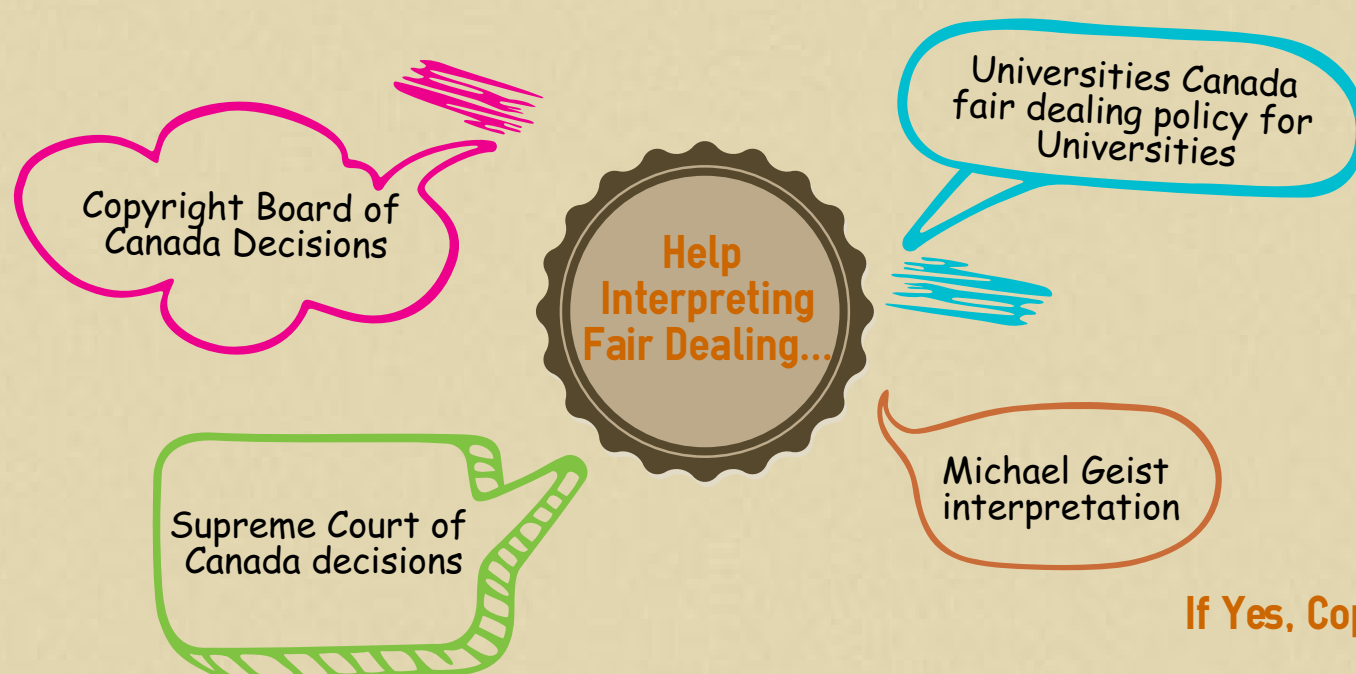 Universities Canada
fair dealing policy for
Universities
Copyright Board of
Canada Decisions
Help
Interpreting
Fair Dealing...
Michael Geist
interpretation
Supreme Court of
Canada decisions
If Yes, Cop